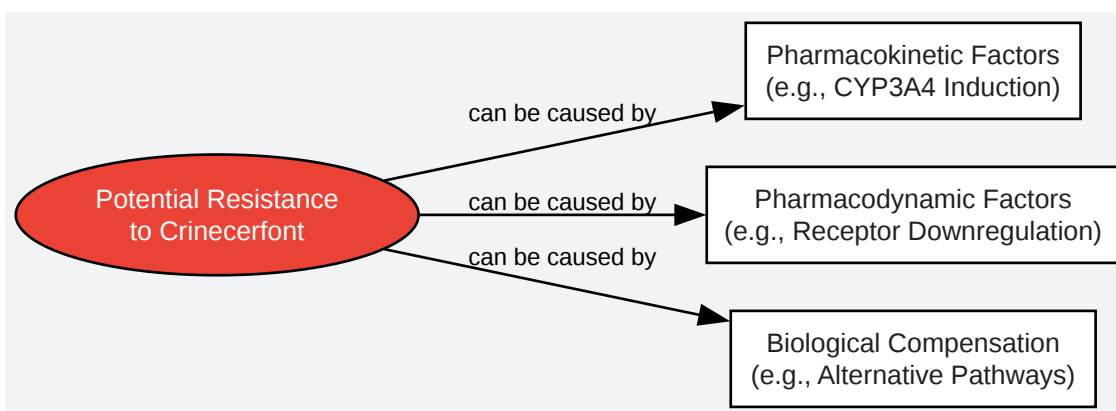 Pharmacokinetic Factors
(e.g., CYP3A4 Induction)
can be caused by
Potential Resistance
to Crinecerfont
can be caused by
Pharmacodynamic Factors
(e.g., Receptor Downregulation)
can be caused by
Biological Compensation
(e.g., Alternative Pathways)